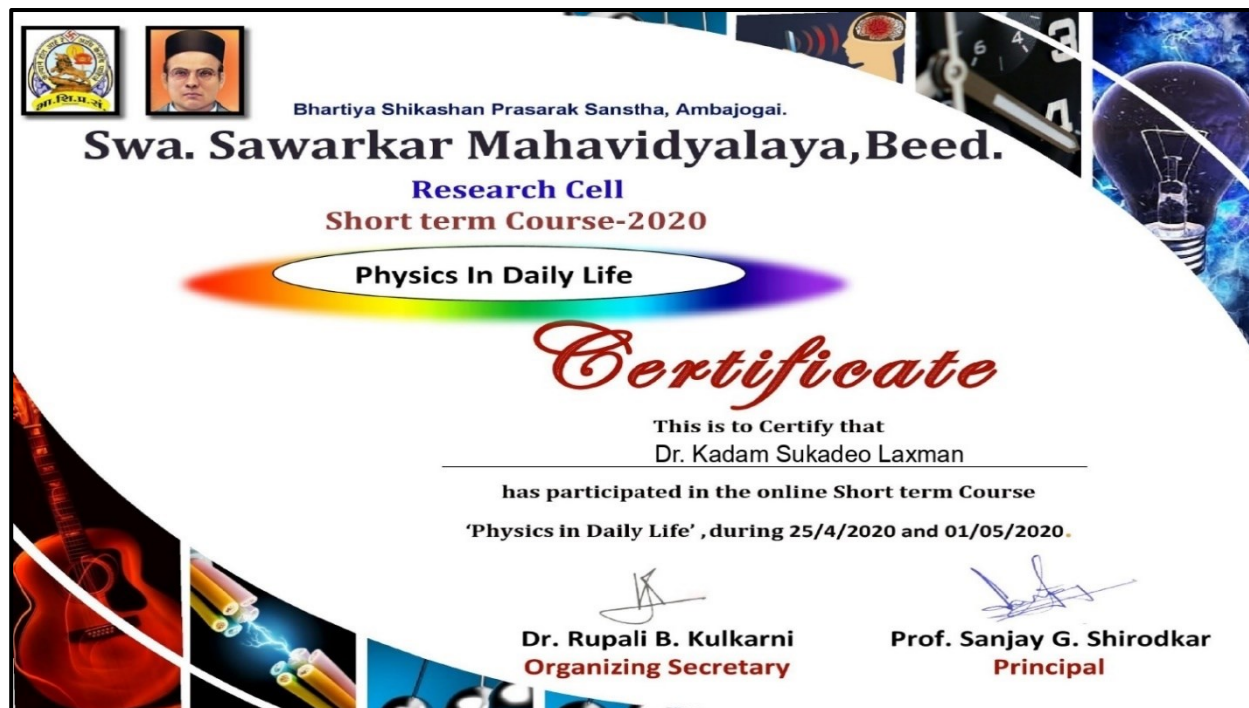 भा.शि.प्र.सं.
Bhartiya Shikashan Prasarak Sanstha, Ambajogai.
Swa. Sawarkar Mahavidyalaya,Beed.
Research Cell
Short term Course-2020
Physics In Daily Life
Certificate
This is to Certify that
Dr. Kadam Sukadeo Laxman
has participated in the online Short term Course
‘Physics in Daily Life’ , during 25/4/2020 and 01/05/2020.
Dr. Rupali B. Kulkarni
Organizing Secretary
Prof. Sanjay G. Shirodkar
Principal
6
4
3